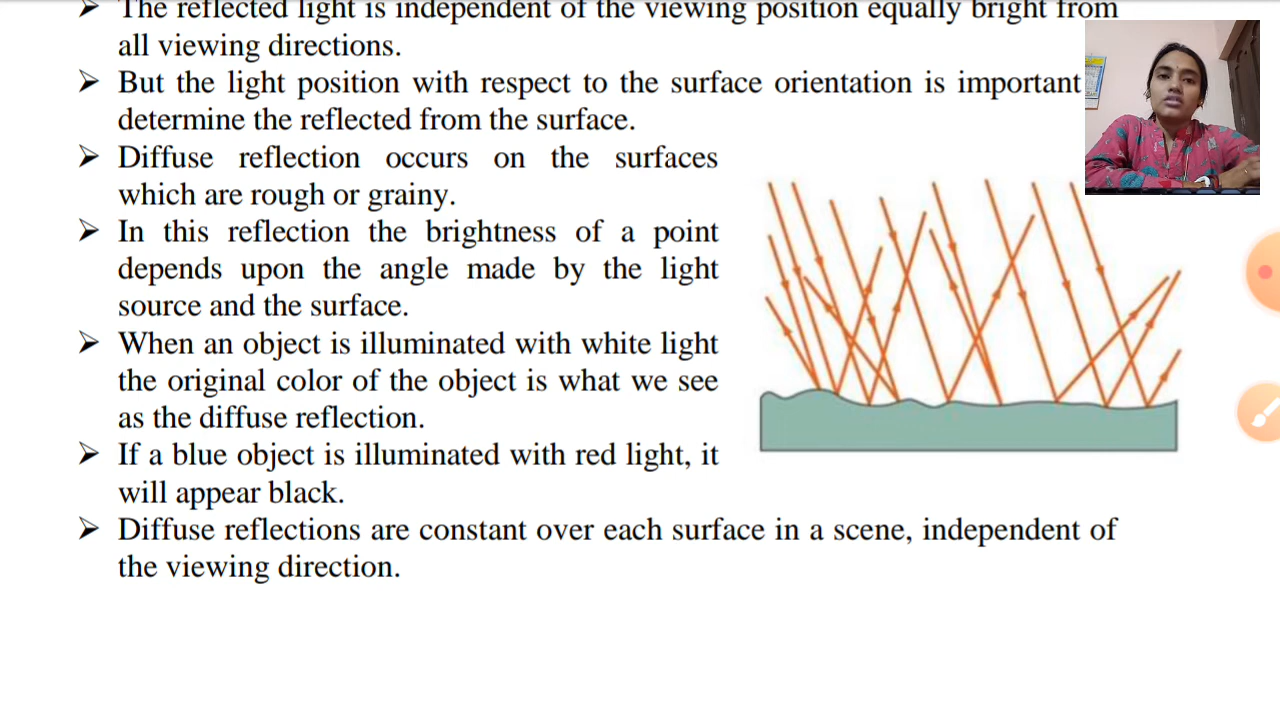 The reflected light is independent of the viewing position equally bright from
all viewing directions.
But the light position with respect to the surface orientation is important
determine the reflected from the surface.
Diffuse reflection occurs on the surfaces
which are rough or grainy.
In this reflection the brightness of a point
depends upon the angle made by the light
source and the surface.
When an object is illuminated with white light
the original color of the object is what we see
as the diffuse reflection.
If a blue object is illuminated with red light, it
will appear black.
Diffuse reflections are constant over each surface in a scene, independent of
the viewing direction.